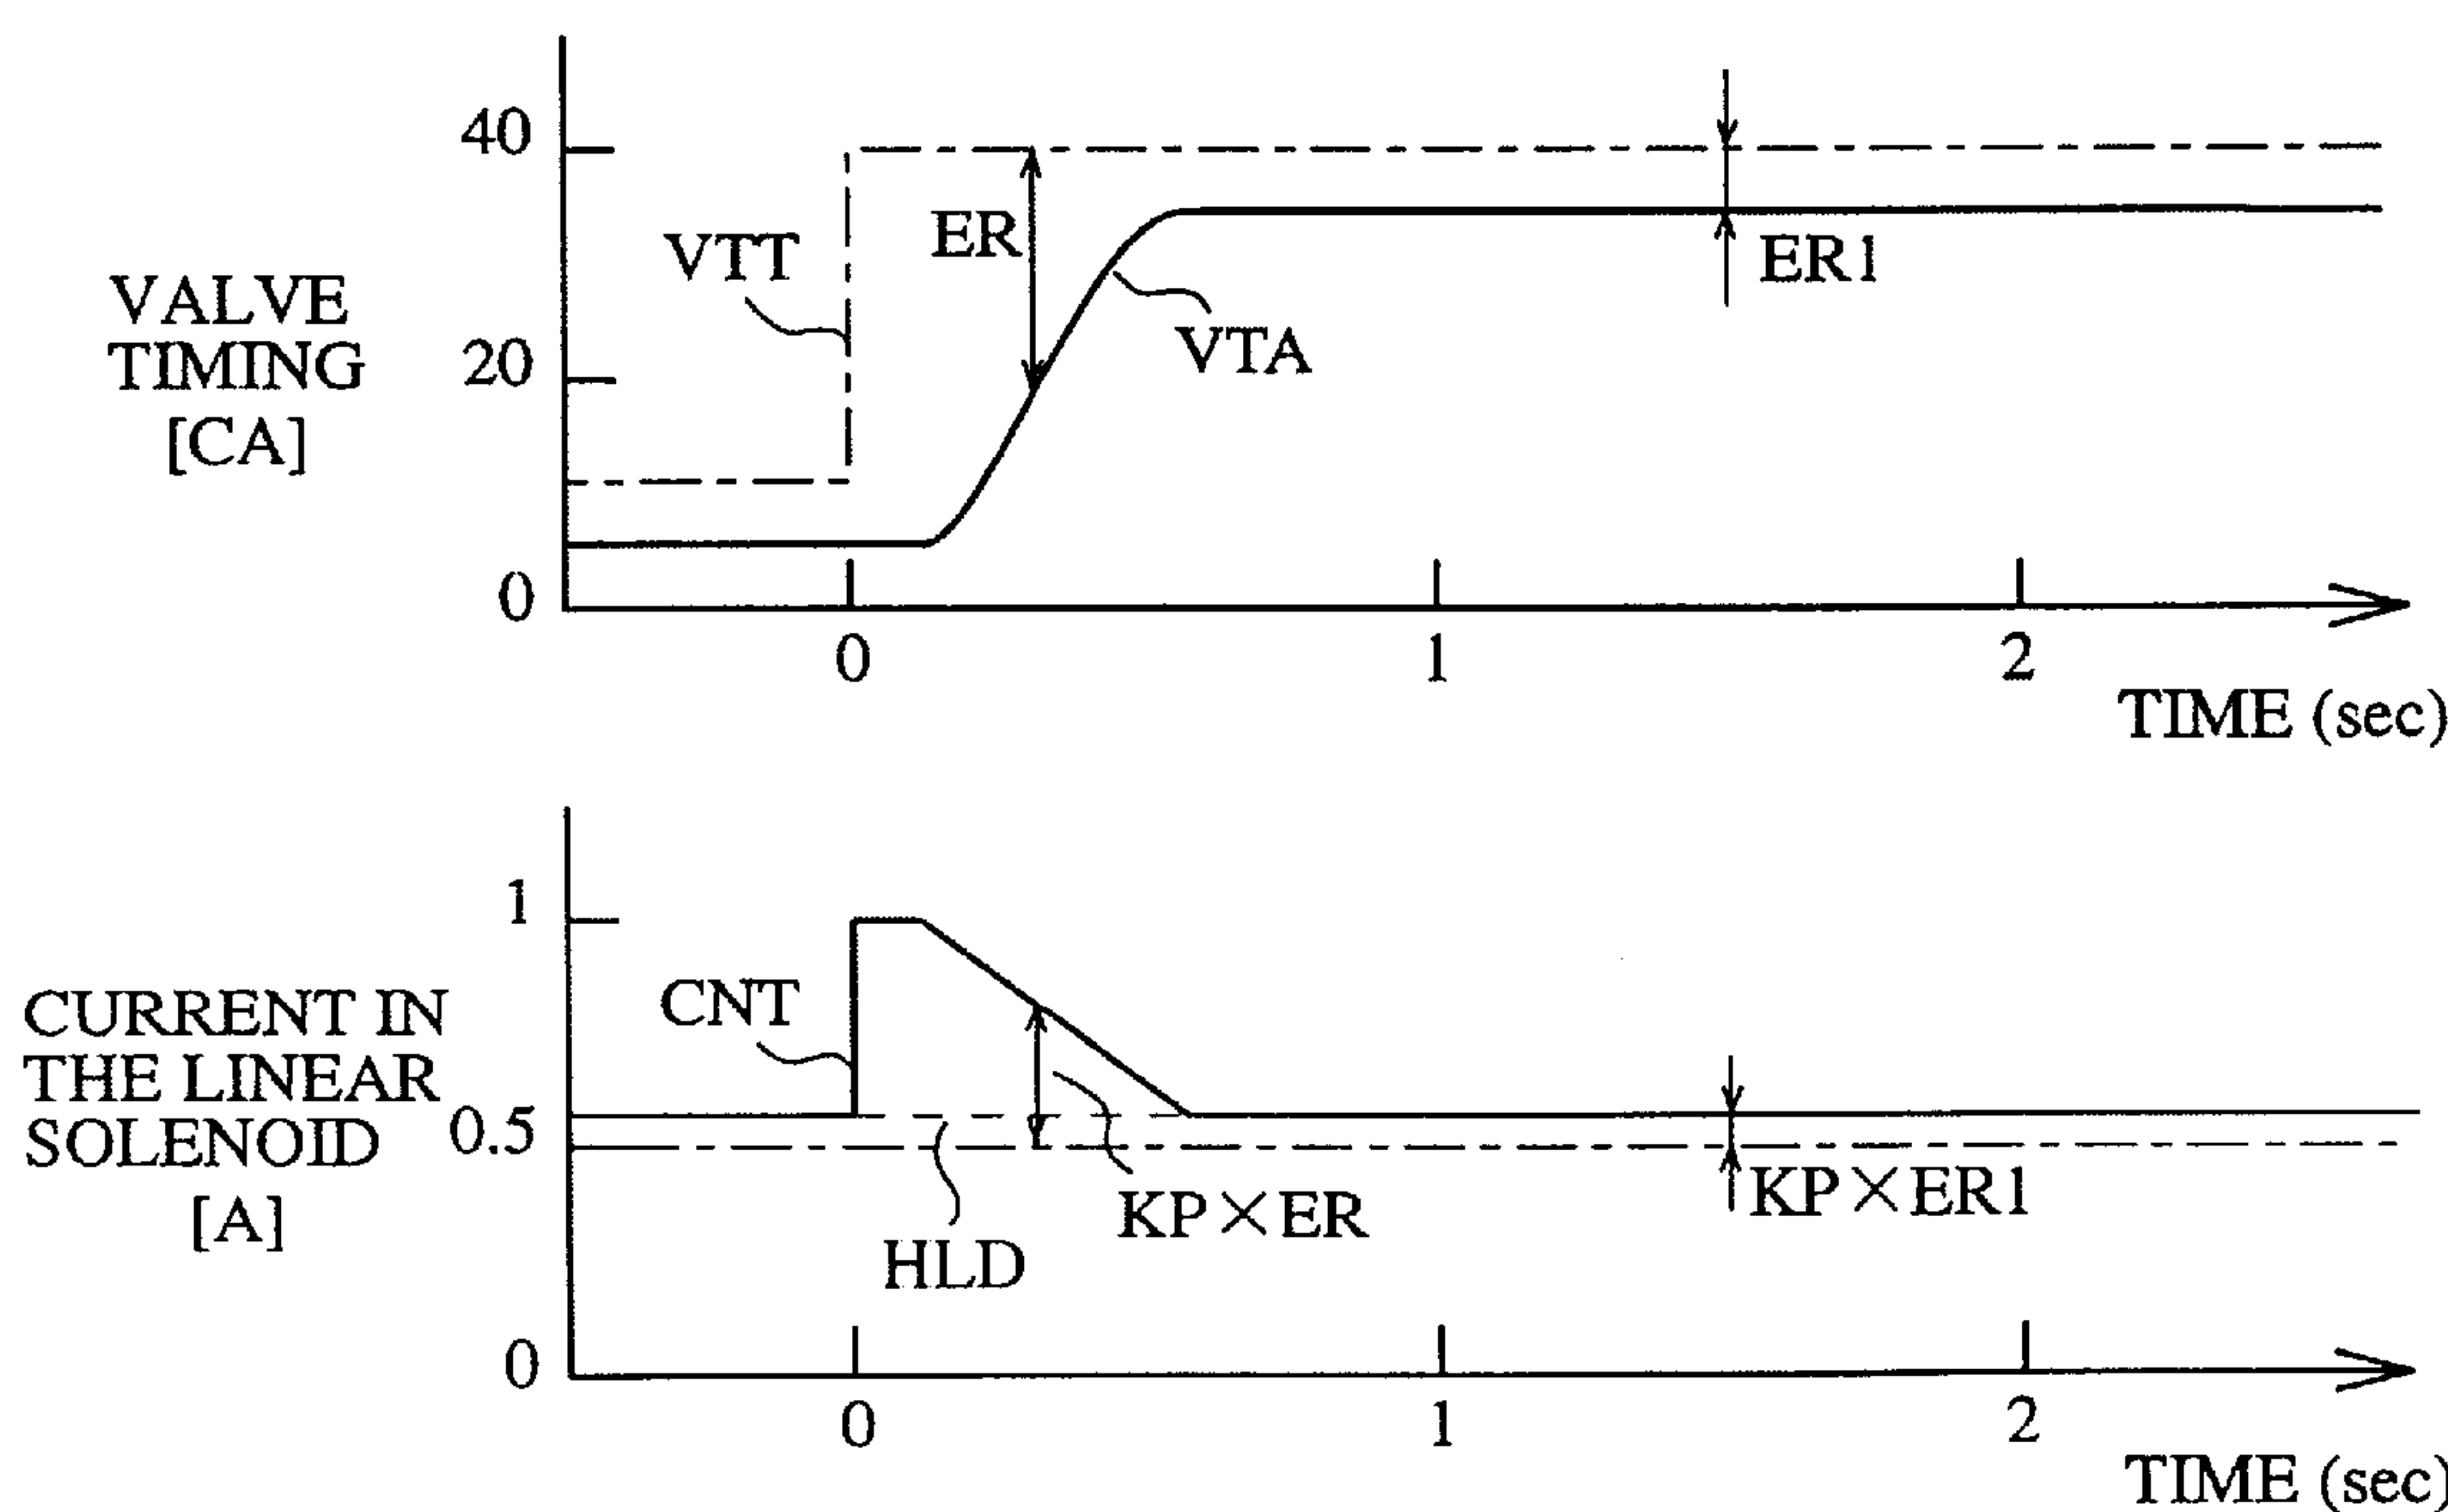 40
VTT
ER
ER1
VALVE
TIMING
[CA]
20
VTA
0
0
1
2
TIME (sec)
1
CURRENT IN
THE LINEAR
SOLENOID
[A]
CNT
0.5
HLD
KP×ER
KP×ER1
0
0
1
2
TIME (sec)